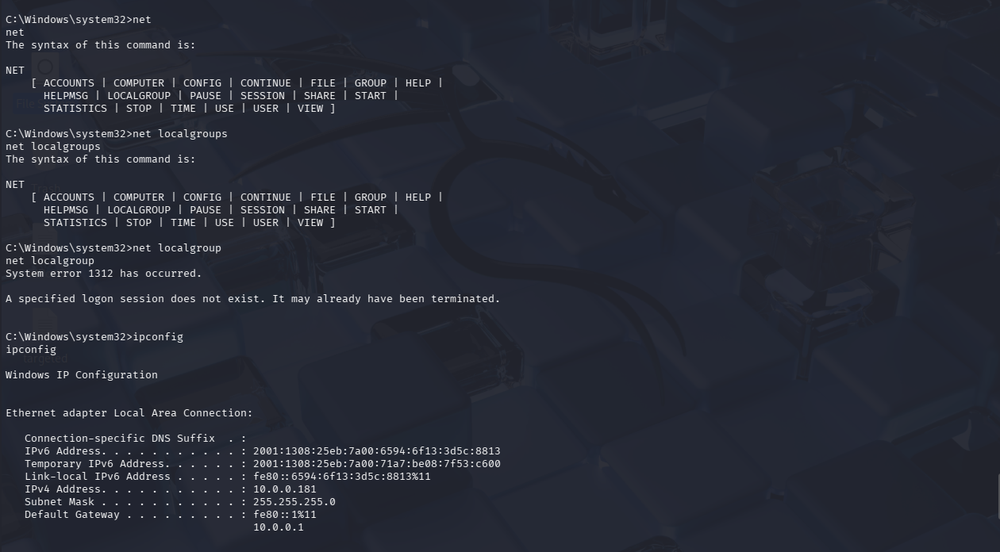 C:\Windows\system32>net
net
The syntax of this command is:
NET
[ ACCOUNTS | COMPUTER | CONFIG | CONTINUE | FILE | GROUP | HELP |
HELPMSG | LOCALGROUP | PAUSE | SESSION | SHARE | START |
STATISTICS | STOP | TIME | USE | USER | VIEW ]
C:\Windows\system32>net localgroups
net localgroups
The syntax of this command is:
NET
[ ACCOUNTS | COMPUTER | CONFIG | CONTINUE | FILE | GROUP | HELP |
HELPMSG | LOCALGROUP | PAUSE | SESSION | SHARE | START |
STATISTICS | STOP | TIME | USE | USER | VIEW ]
C:\Windows\system32>net localgroup
net localgroup
System error 1312 has occurred.
A specified logon session does not exist. It may already have been terminated.
C:\Windows\system32>ipconfig
ipconfig
targeted
Windows IP Configuration
Ethernet adapter Local Area Connection:
Connection-specific DNS Suffix  . :
IPv6 Address. . . . . . . . . . . : 2001:1308:25eb:7a00:6594:6f13:3d5c:8813
Temporary IPv6 Address. . . . . . : 2001:1308:25eb:7a00:71a7:be08:7f53:c600
Link-local IPv6 Address . . . . . : fe80::6594:6f13:3d5c:8813%11
IPv4 Address. . . . . . . . . . . : 10.0.0.181
Subnet Mask . . . . . . . . . . . : 255.255.255.0
Default Gateway . . . . . . . . . : fe80::1%11
10.0.0.1